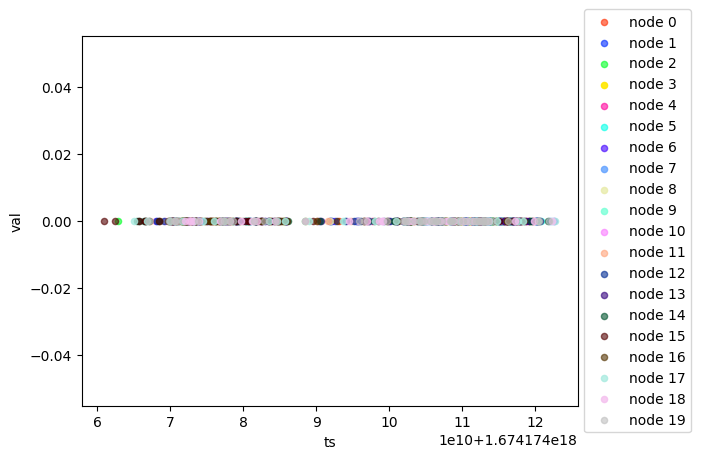 node 0
node 1
node 2
node 3
node 4
node 5
node 6
node 7
node 8
node 9
node 10
node 11
node 12
node 13
node 14
node 15
node 16
node 17
node 18
node 19
0.04
0.02
0.00
−0.02
−0.04
val
6 7 8 9 10 11 12
ts
1e10+1.674174e18